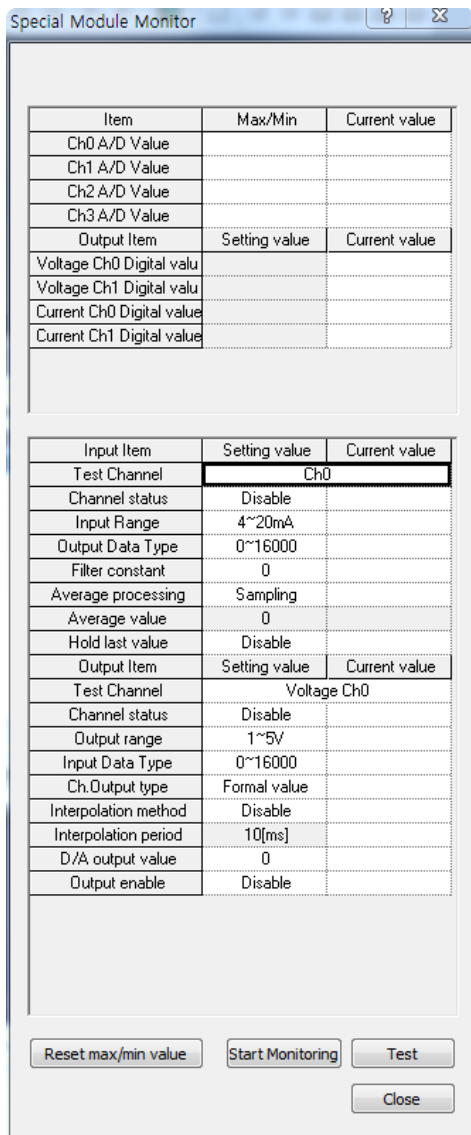 Special Module Monitor
Item Max/Min Current value
Ch0 A/D Value
Ch1 A/D Value
Ch2 A/D Value
Ch3 A/D Value
Output Item Setting value Current value
Voltage Ch0 Digital valu
Voltage Ch1 Digital valu
Current Ch0 Digital value
Current Ch1 Digital value
Input Item Setting value Current value
Test Channel Ch0
Channel status Disable
Input Range 4~20mA
Output Data Type 0~16000
Filter constant 0
Average processing Sampling
Average value 0
Hold last value Disable
Output Item Setting value Current value
Test Channel Voltage Ch0
Channel status Disable
Output range 1~5V
Input Data Type 0~16000
Ch.Output type Formal value
Interpolation method Disable
Interpolation period 10[ms]
D/A output value 0
Output enable Disable
Reset max/min value Start Monitoring Test
Close